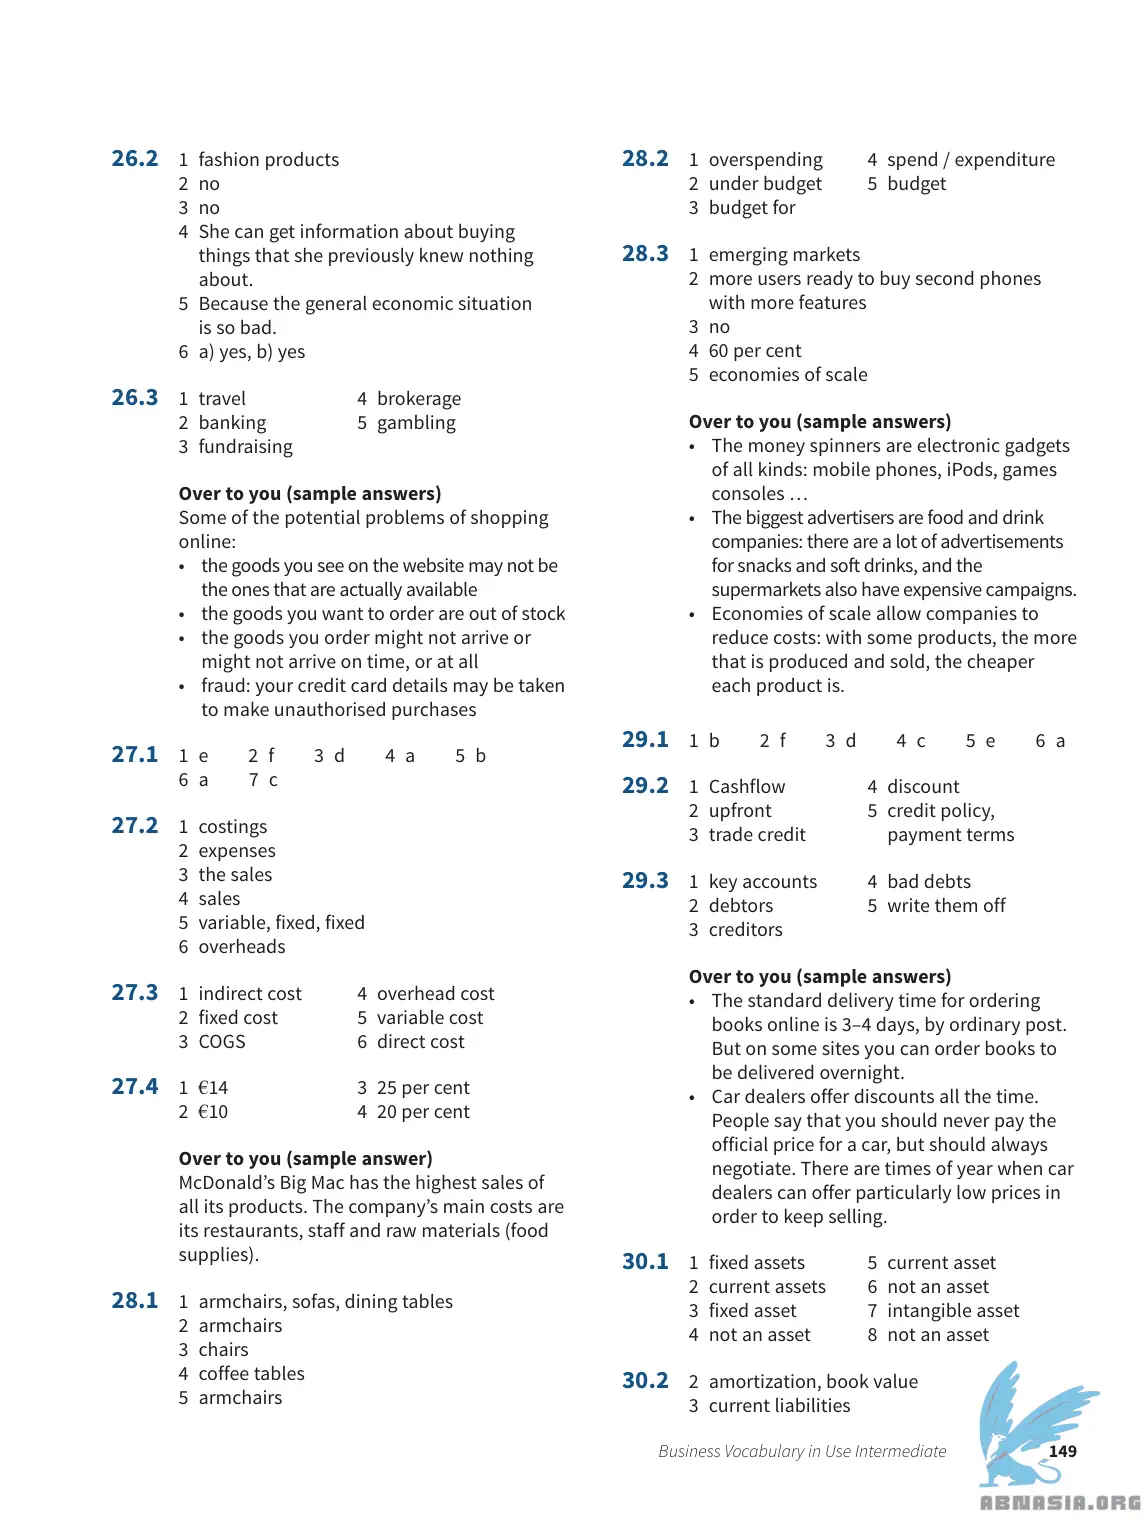 26.2 1 fashion products
2 no
3 no
4 She can get information about buying
things that she previously knew nothing
about.
5 Because the general economic situation
is so bad.
6 a) yes, b) yes
26.3 1 travel 4 brokerage
2 banking 5 gambling
3 fundraising
Over to you (sample answers)
Some of the potential problems of shopping
online:
• the goods you see on the website may not be
the ones that are actually available
• the goods you want to order are out of stock
• the goods you order might not arrive or
might not arrive on time, or at all
• fraud: your credit card details may be taken
to make unauthorised purchases
27.1 1 e 2 f 3 d 4 a 5 b
6 a 7 c
27.2 1 costings
2 expenses
3 the sales
4 sales
5 variable, fixed, fixed
6 overheads
27.3 1 indirect cost 4 overhead cost
2 fixed cost 5 variable cost
3 COGS 6 direct cost
27.4 1 €14 3 25 per cent
2 €10 4 20 per cent
Over to you (sample answer)
McDonald’s Big Mac has the highest sales of
all its products. The company’s main costs are
its restaurants, staff and raw materials (food
supplies).
28.1 1 armchairs, sofas, dining tables
2 armchairs
3 chairs
4 coffee tables
5 armchairs
28.2 1 overspending 4 spend / expenditure
2 under budget 5 budget
3 budget for
28.3 1 emerging markets
2 more users ready to buy second phones
with more features
3 no
4 60 per cent
5 economies of scale
Over to you (sample answers)
• The money spinners are electronic gadgets
of all kinds: mobile phones, iPods, games
consoles …
• The biggest advertisers are food and drink
companies: there are a lot of advertisements
for snacks and soft drinks, and the
supermarkets also have expensive campaigns.
• Economies of scale allow companies to
reduce costs: with some products, the more
that is produced and sold, the cheaper
each product is.
29.1 1 b 2 f 3 d 4 c 5 e 6 a
29.2 1 Cashflow 4 discount
2 upfront 5 credit policy,
3 trade credit payment terms
29.3 1 key accounts 4 bad debts
2 debtors 5 write them off
3 creditors
Over to you (sample answers)
• The standard delivery time for ordering
books online is 3–4 days, by ordinary post.
But on some sites you can order books to
be delivered overnight.
• Car dealers offer discounts all the time.
People say that you should never pay the
official price for a car, but should always
negotiate. There are times of year when car
dealers can offer particularly low prices in
order to keep selling.
30.1 1 fixed assets 5 current asset
2 current assets 6 not an asset
3 fixed asset 7 intangible asset
4 not an asset 8 not an asset
30.2 2 amortization, book value
3 current liabilities
Business Vocabulary in Use Intermediate 149
ABNASIA.ORG